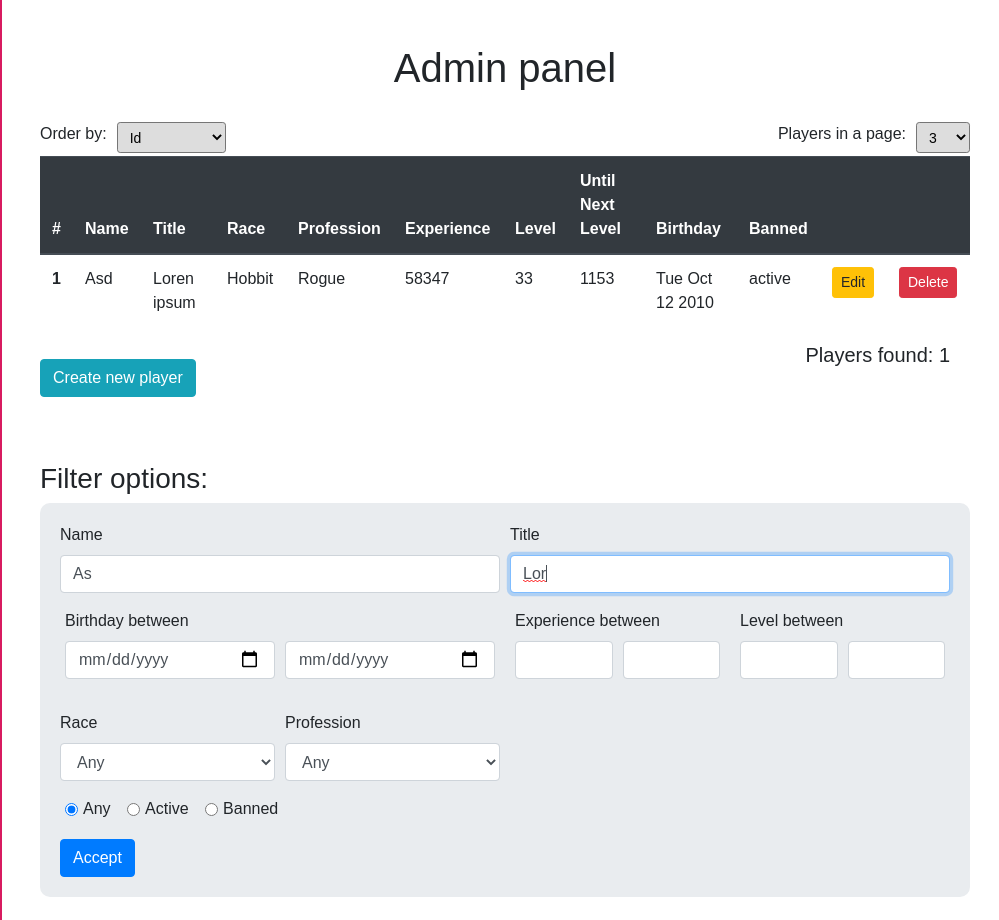 Admin panel
Order by: Id Players in a page: 3
# Name Title Race Profession Experience Level Until Next Level Birthday Banned
1 Asd Loren ipsum Hobbit Rogue 58347 33 1153 Tue Oct 12 2010 active Edit Delete
Players found: 1
Create new player
Filter options:
Name Title
As Lor
Birthday between Experience between Level between
mm/dd/yyyy mm/dd/yyyy
Race Profession
Any Any
Any Active Banned
Accept